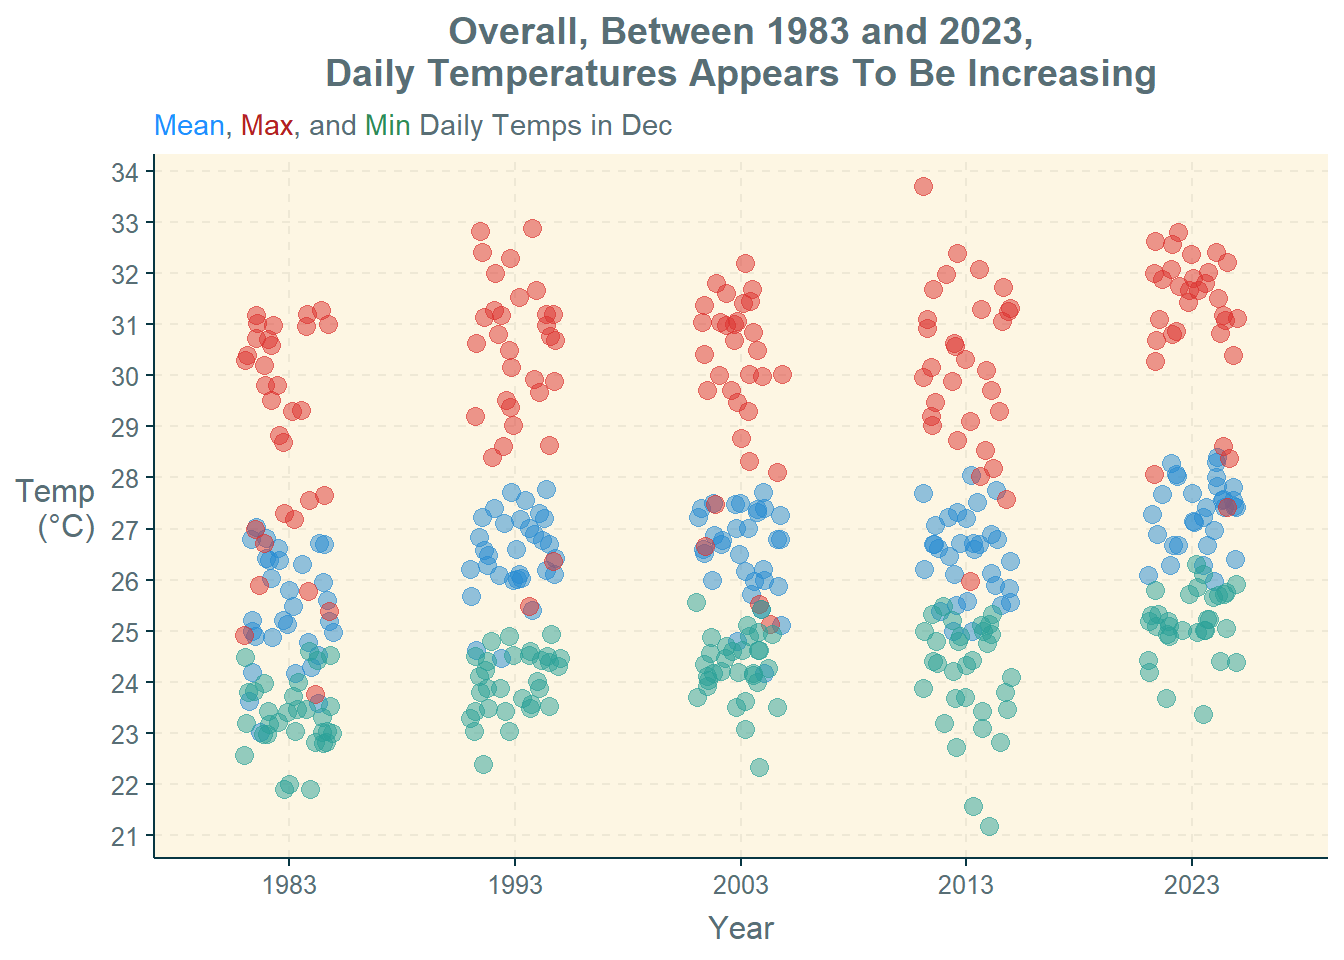 Overall, Between 1983 and 2023,
Daily Temperatures Appears To Be Increasing
Mean, Max, and Min Daily Temps in Dec
34
33
32
31
30
29
28
27
26
25
24
23
22
21
Temp
(°C)
1983 1993 2003 2013 2023
Year